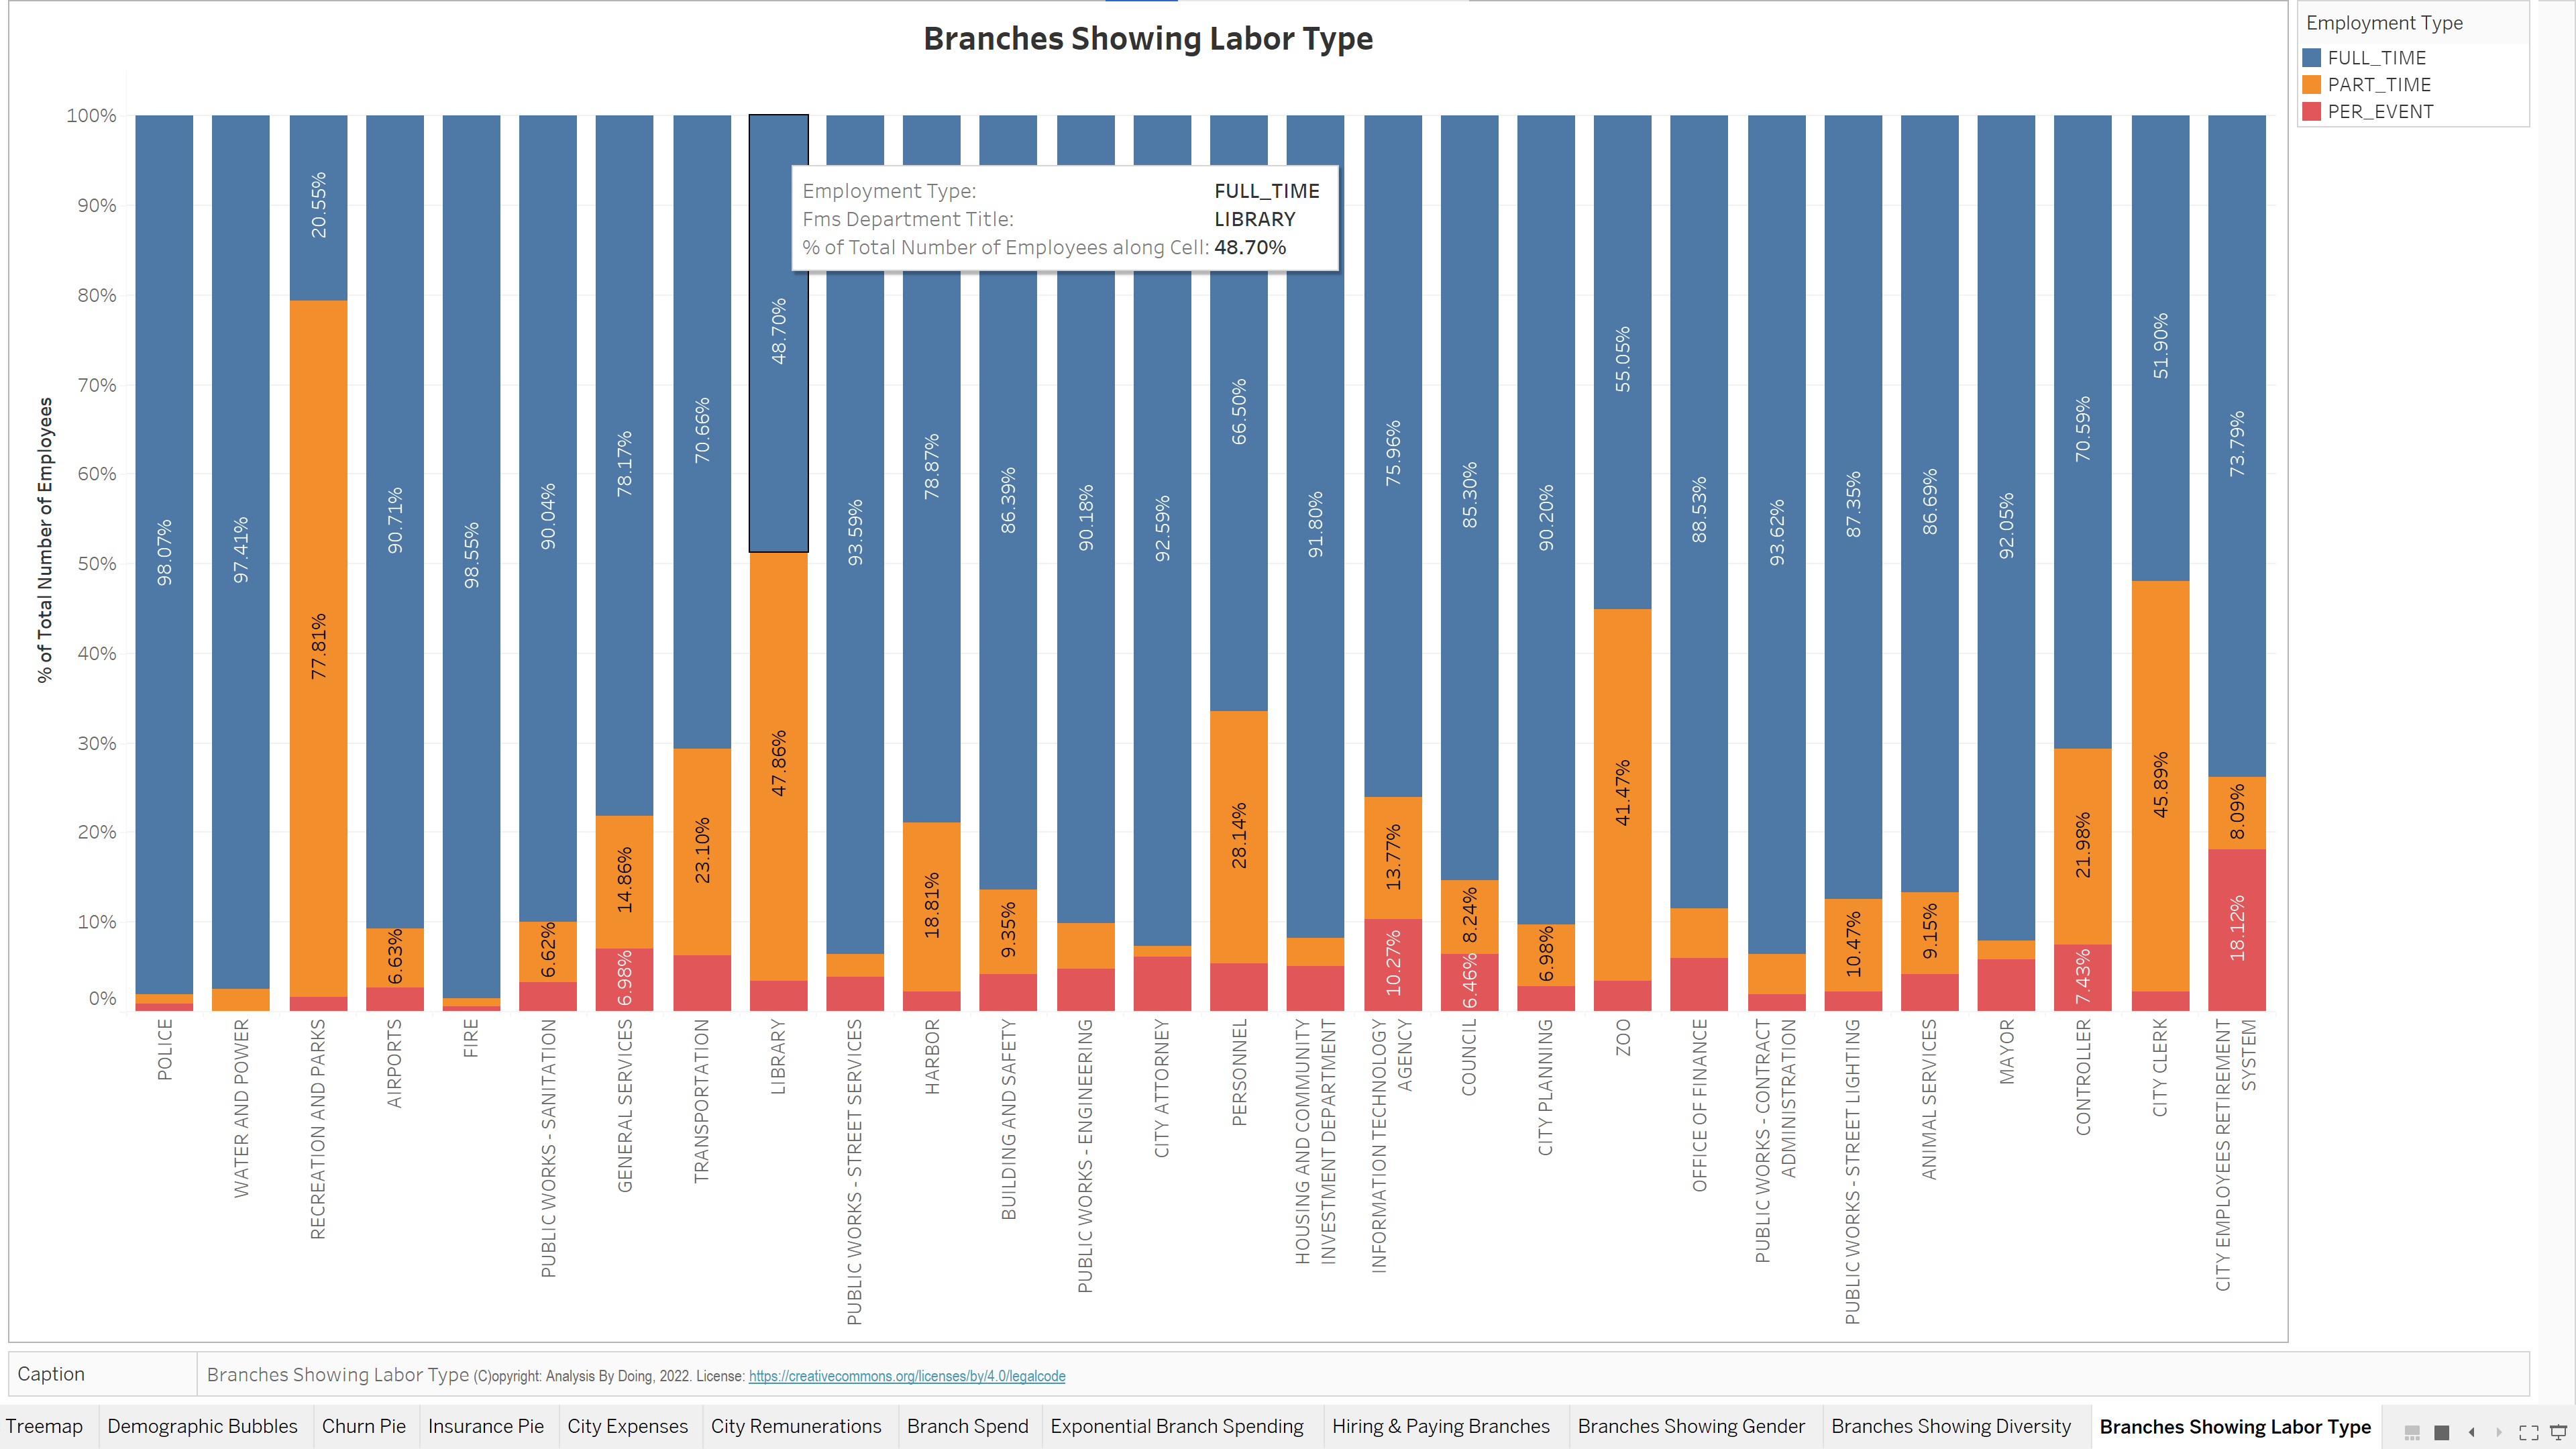 Branches Showing Labor Type
Employment Type
FULL_TIME
PART_TIME
PER_EVENT
% of Total Number of Employees
100%
90%
80%
70%
60%
50%
40%
30%
20%
10%
0%
Employment Type: FULL_TIME
Fms Department Title: LIBRARY
% of Total Number of Employees along Cell: 48.70%
98.07%
97.41%
20.55%
77.81%
90.71%
6.63%
98.55%
90.04%
6.62%
78.17%
14.86%
6.98%
70.66%
23.10%
48.70%
47.86%
93.59%
78.87%
18.81%
86.39%
9.35%
90.18%
92.59%
66.50%
28.14%
91.80%
75.96%
13.77%
10.27%
85.30%
8.24%
6.46%
90.20%
6.98%
55.05%
41.47%
88.53%
93.62%
87.35%
10.47%
86.69%
9.15%
92.05%
70.59%
21.98%
7.43%
51.90%
45.89%
73.79%
8.09%
18.12%
POLICE
WATER AND POWER
RECREATION AND PARKS
AIRPORTS
FIRE
PUBLIC WORKS - SANITATION
GENERAL SERVICES
TRANSPORTATION
LIBRARY
PUBLIC WORKS - STREET SERVICES
HARBOR
BUILDING AND SAFETY
PUBLIC WORKS - ENGINEERING
CITY ATTORNEY
PERSONNEL
HOUSING AND COMMUNITY
INVESTMENT DEPARTMENT
INFORMATION TECHNOLOGY
AGENCY
COUNCIL
CITY PLANNING
ZOO
OFFICE OF FINANCE
PUBLIC WORKS - CONTRACT
ADMINISTRATION
PUBLIC WORKS - STREET LIGHTING
ANIMAL SERVICES
MAYOR
CONTROLLER
CITY CLERK
CITY EMPLOYEES RETIREMENT
SYSTEM
Caption
Branches Showing Labor Type (C)opyright: Analysis By Doing, 2022. License: https://creativecommons.org/licenses/by/4.0/legalcode
Treemap
Demographic Bubbles
Churn Pie
Insurance Pie
City Expenses
City Remunerations
Branch Spend
Exponential Branch Spending
Hiring & Paying Branches
Branches Showing Gender
Branches Showing Diversity
Branches Showing Labor Type